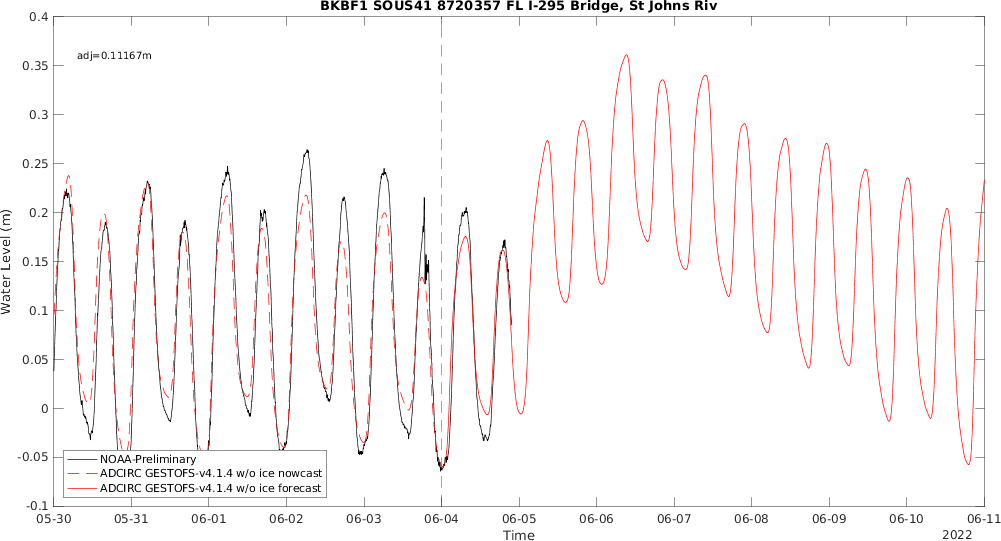 BKBF1 SOUS41 8720357 FL I-295 Bridge, St Johns Riv
0.4
adj=0.11167m
0.35
0.3
0.25
0.2
0.15
0.1
0.05
0
-0.05
-0.1
Water Level (m)
NOAA-Preliminary
ADCIRC GESTOFS-v4.1.4 w/o ice nowcast
ADCIRC GESTOFS-v4.1.4 w/o ice forecast
05-30 05-31 06-01 06-02 06-03 06-04 06-05 06-06 06-07 06-08 06-09 06-10 06-11
Time
2022